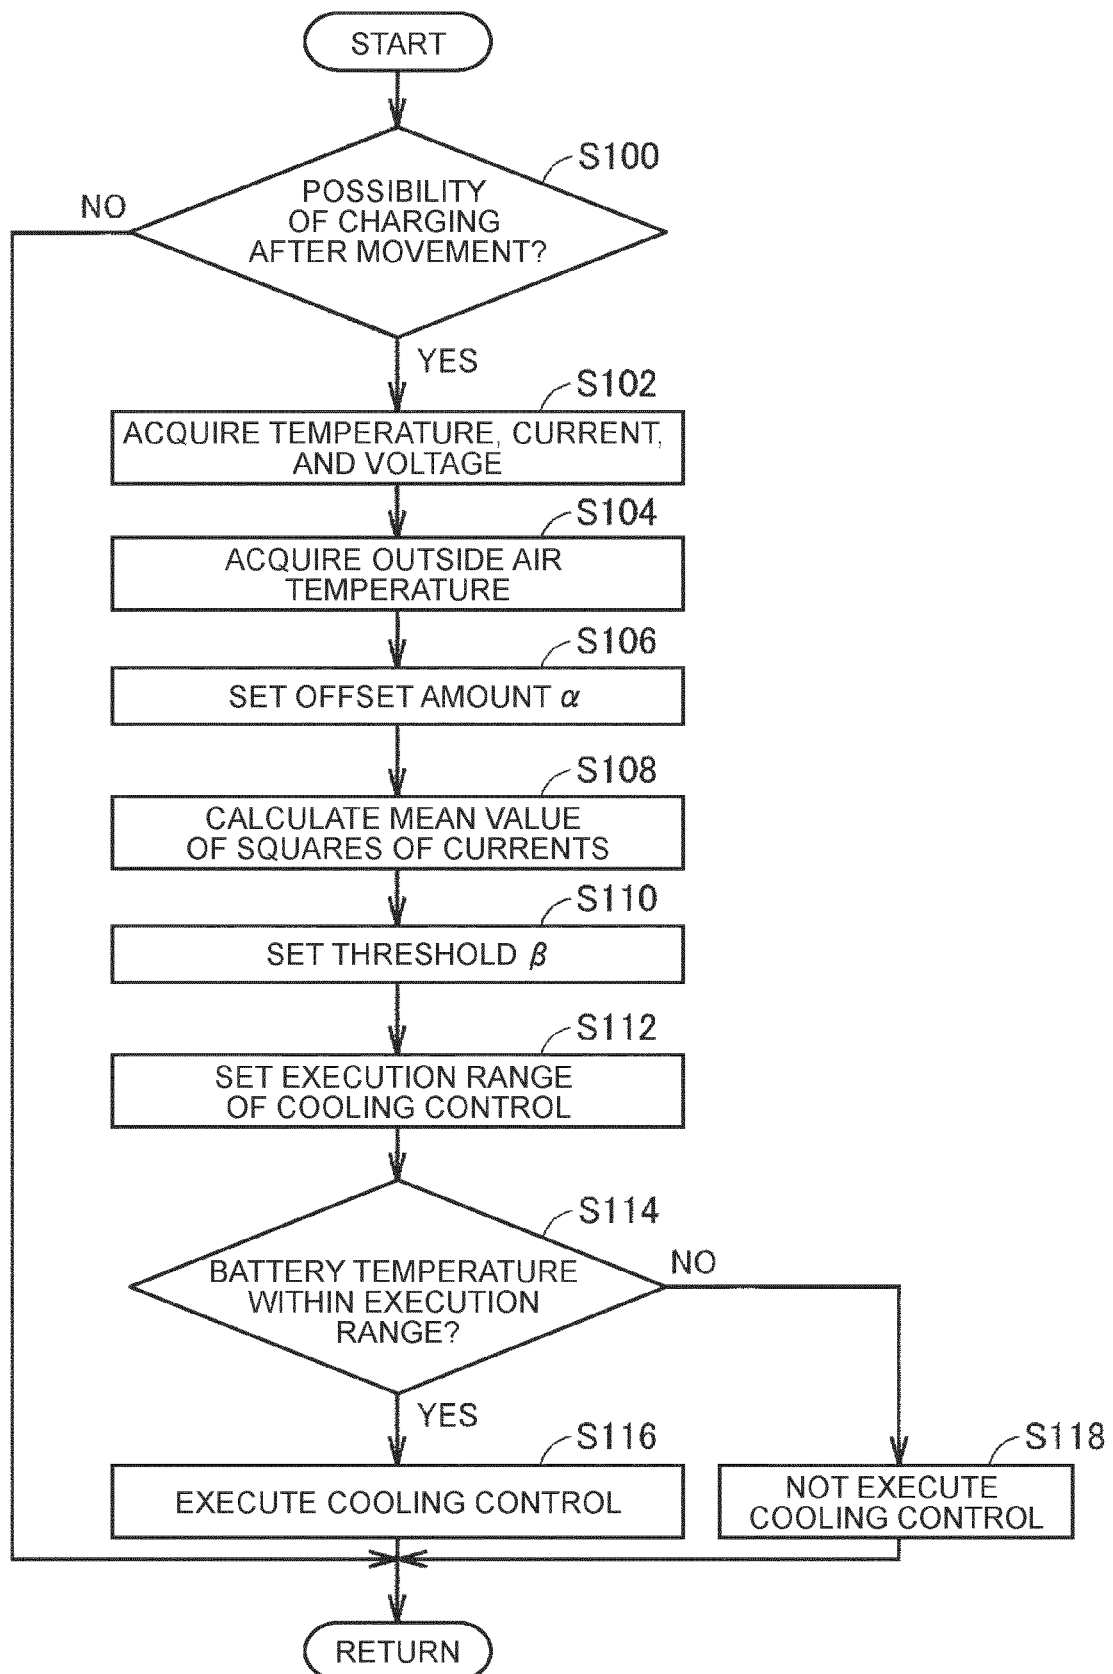 START
S100
POSSIBILITY
OF CHARGING
AFTER MOVEMENT?
NO
YES
S102
ACQUIRE TEMPERATURE, CURRENT,
AND VOLTAGE
S104
ACQUIRE OUTSIDE AIR
TEMPERATURE
S106
SET OFFSET AMOUNT α
S108
CALCULATE MEAN VALUE
OF SQUARES OF CURRENTS
S110
SET THRESHOLD β
S112
SET EXECUTION RANGE
OF COOLING CONTROL
S114
BATTERY TEMPERATURE
WITHIN EXECUTION
RANGE?
NO
YES
S116
EXECUTE COOLING CONTROL
S118
NOT EXECUTE
COOLING CONTROL
RETURN